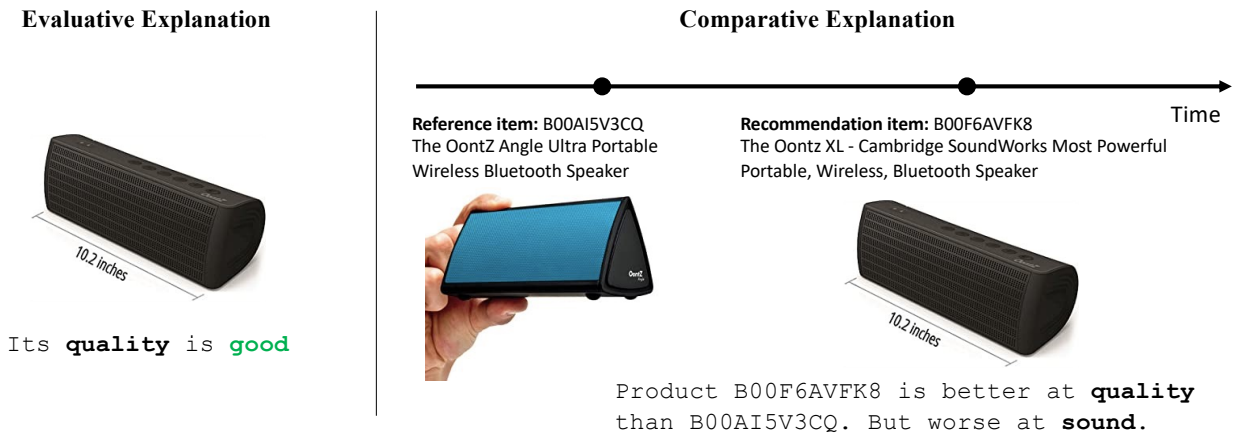 Evaluative Explanation
10.2 inches
Its quality is good
Comparative Explanation
Time
Reference item: B00AI5V3CQ
The OontZ Angle Ultra Portable
Wireless Bluetooth Speaker
Recommendation item: B00F6AVFK8
The Oontz XL - Cambridge SoundWorks Most Powerful
Portable, Wireless, Bluetooth Speaker
OontZ
10.2 inches
Product B00F6AVFK8 is better at quality
than B00AI5V3CQ. But worse at sound.